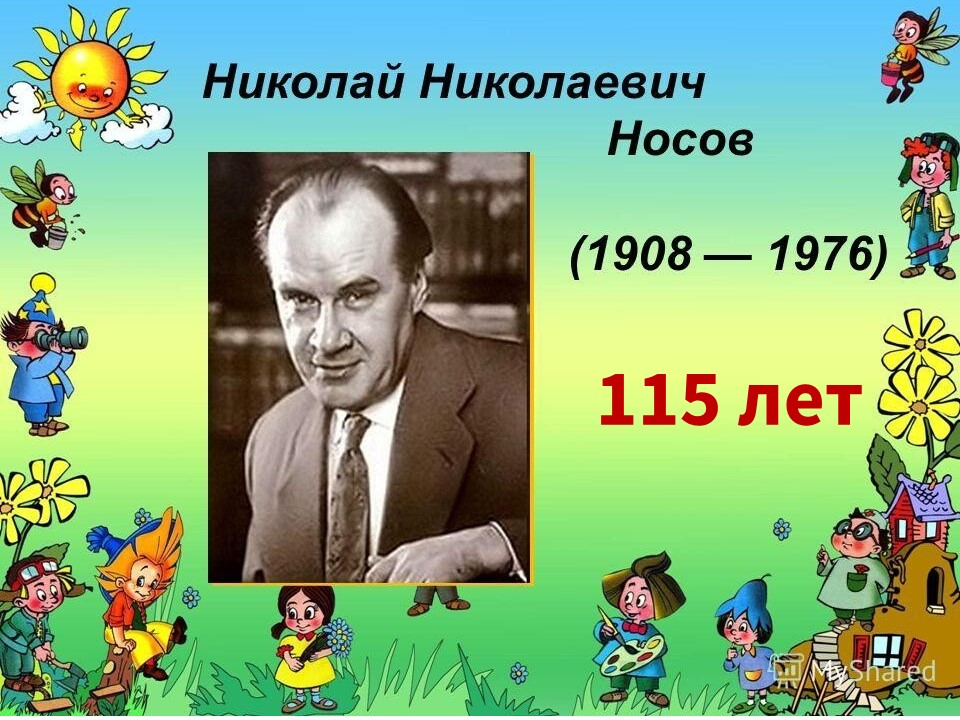 Николай Николаевич
Носов
(1908 — 1976)
115 лет
MyShared